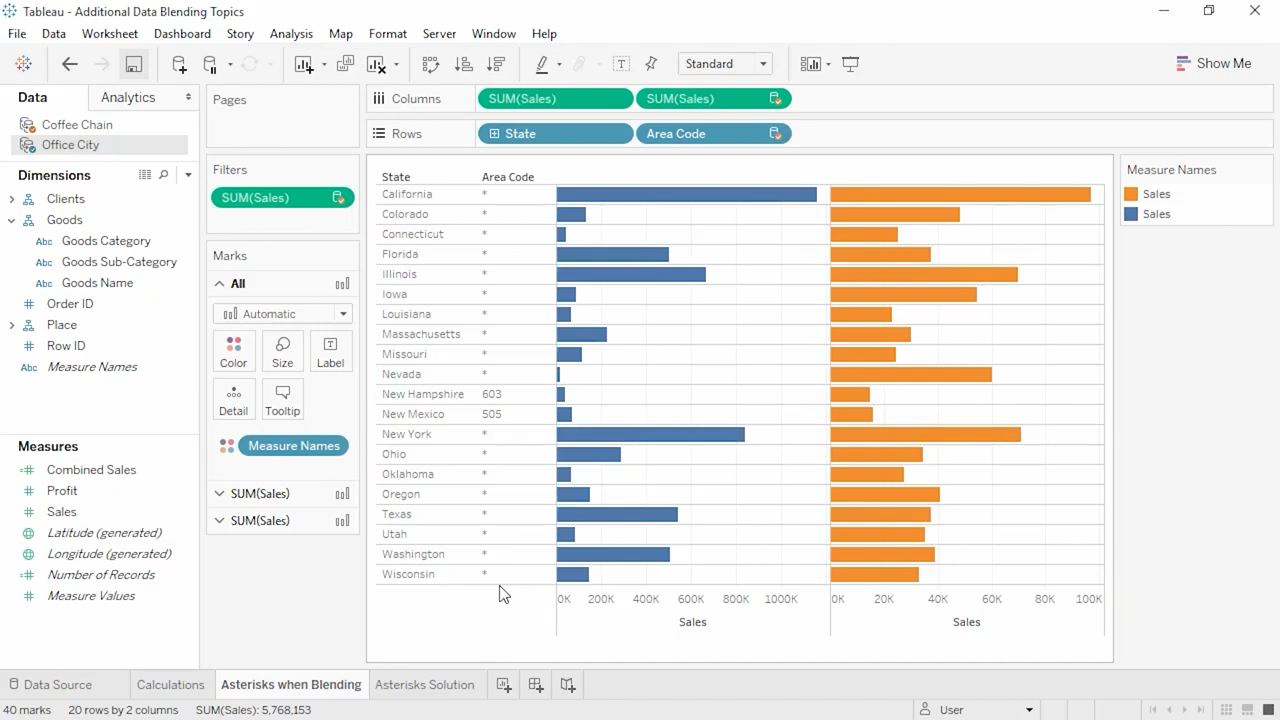 Tableau - Additional Data Blending Topics
File Data Worksheet Dashboard Story Analysis Map Format Server Window Help
Standard
Show Me
Data Analytics
Coffee Chain
Office City
Dimensions
Clients
Goods
Abc Goods Category
Abc Goods Sub-Category
Abc Goods Name
Order ID
Place
Row ID
Abc Measure Names
Measures
Combined Sales
Profit
Sales
Latitude (generated)
Longitude (generated)
Number of Records
Measure Values
Pages
Filters
SUM(Sales)
Marks
All
Automatic
Color Size Label
Detail Tooltip
Measure Names
SUM(Sales)
SUM(Sales)
Columns SUM(Sales) SUM(Sales)
Rows State Area Code
State Area Code
California *
Colorado *
Connecticut *
Florida *
Illinois *
Iowa *
Louisiana *
Massachusetts *
Missouri *
Nevada *
New Hampshire 603
New Mexico 505
New York *
Ohio *
Oklahoma *
Oregon *
Texas *
Utah *
Washington *
Wisconsin *
0K 200K 400K 600K 800K 1000K 0K 20K 40K 60K 80K 100K
Sales Sales
Measure Names
Sales
Sales
Data Source Calculations Asterisks when Blending Asterisks Solution
40 marks 20 rows by 2 columns SUM(Sales): 5,768,153 User